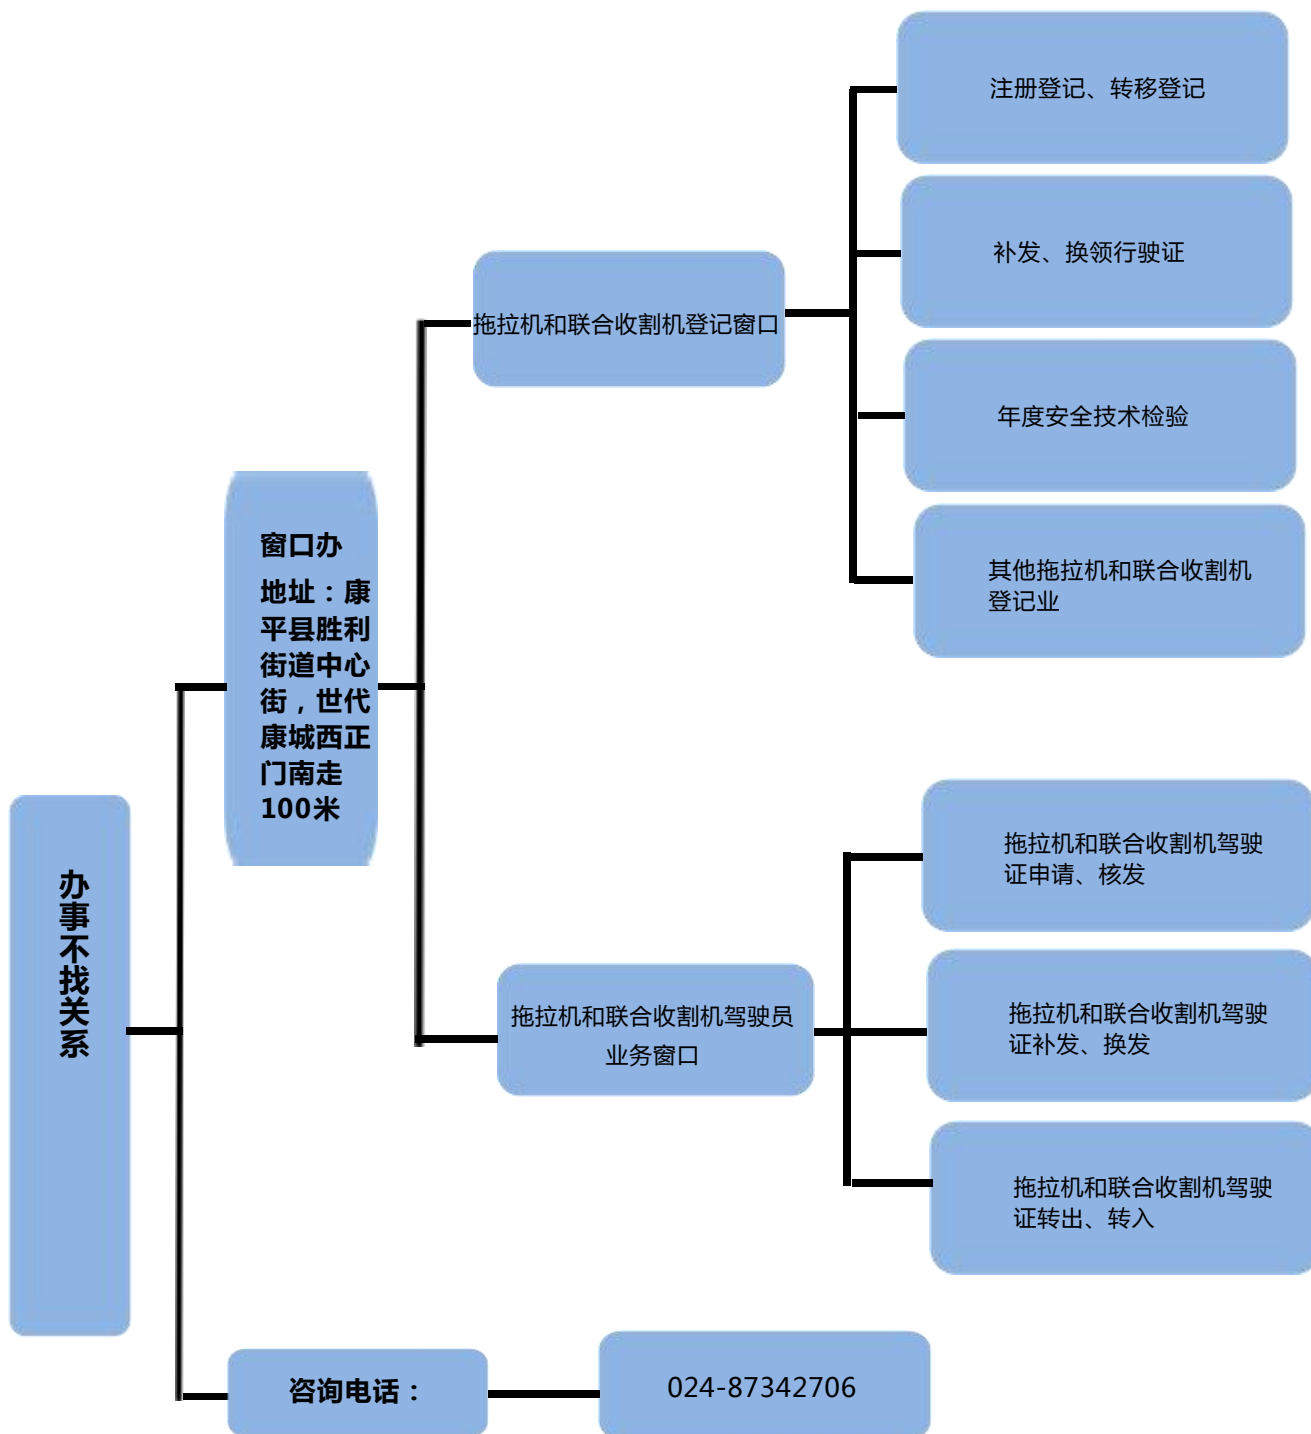 办事不找关系
窗口办
地址：康
平县胜利
街道中心
街，世代
康城西正
门南走
100米
拖拉机和联合收割机登记窗口
注册登记、转移登记
补发、换领行驶证
年度安全技术检验
其他拖拉机和联合收割机
登记业
拖拉机和联合收割机驾驶员
业务窗口
拖拉机和联合收割机驾驶
证申请、核发
拖拉机和联合收割机驾驶
证补发、换发
拖拉机和联合收割机驾驶
证转出、转入
咨询电话：
024-87342706